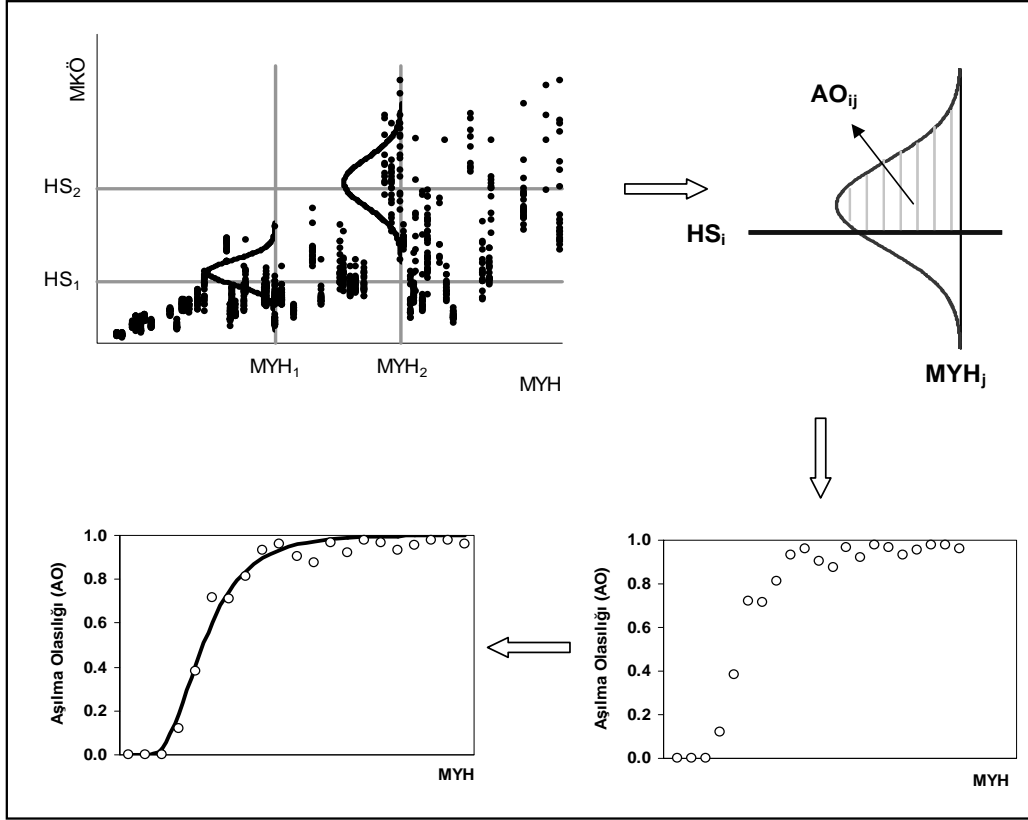 MKÖ
HS2
HS1
MYH1
MYH2
MYH
AOij
HSi
MYHj
Aşılma Olasılığı (AO)
1.0
0.8
0.6
0.4
0.2
0.0
MYH
Aşılma Olasılığı (AO)
1.0
0.8
0.6
0.4
0.2
0.0
MYH